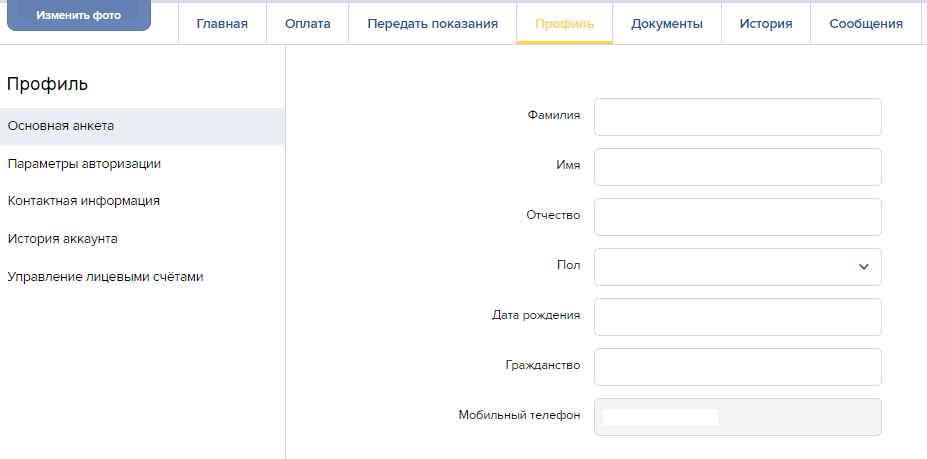 Изменить фото
Главная
Оплата
Передать показания
Профиль
Документы
История
Сообщения
Профиль
Основная анкета
Параметры авторизации
Контактная информация
История аккаунта
Управление лицевыми счётами
Фамилия
Имя
Отчество
Пол
Дата рождения
Гражданство
Мобильный телефон